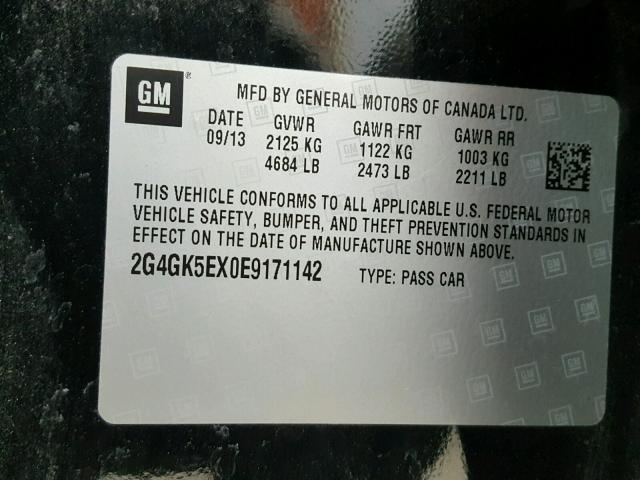 GM ®
MFD BY GENERAL MOTORS OF CANADA LTD.
DATE GVWR GAWR FRT GAWR RR
09/13 2125 KG 1122 KG 1003 KG
4684 LB 2473 LB 2211 LB
THIS VEHICLE CONFORMS TO ALL APPLICABLE U.S. FEDERAL MOTOR
VEHICLE SAFETY, BUMPER, AND THEFT PREVENTION STANDARDS IN
EFFECT ON THE DATE OF MANUFACTURE SHOWN ABOVE.
2G4GK5EX0E9171142 TYPE: PASS CAR